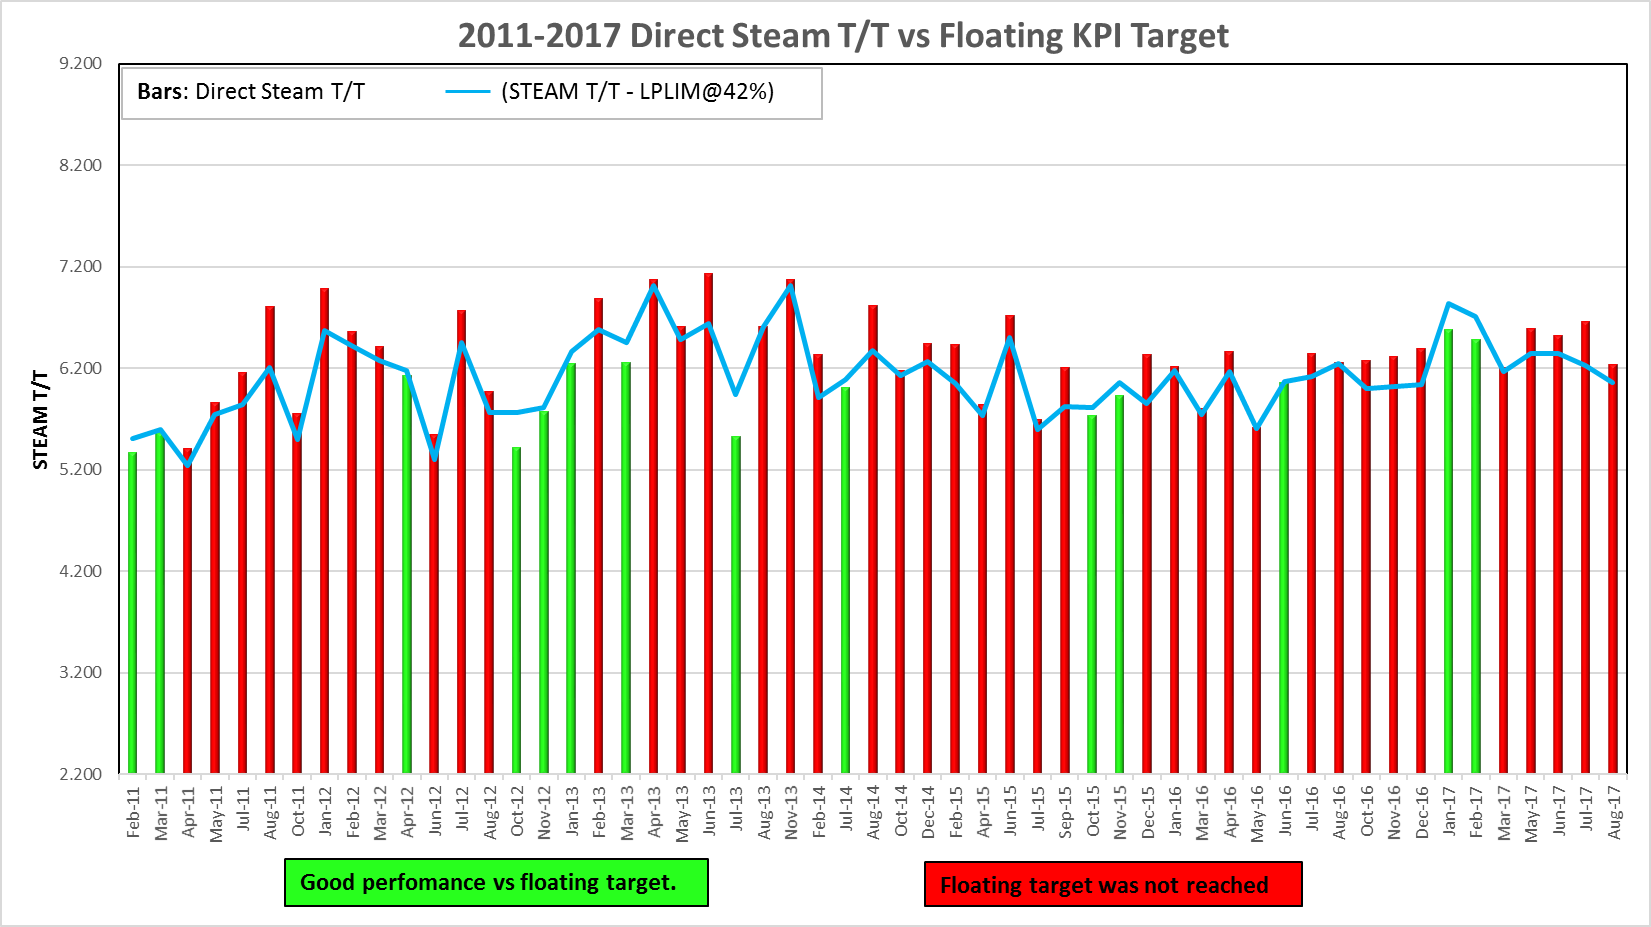 2011-2017 Direct Steam T/T vs Floating KPI Target
9.200
Bars: Direct Steam T/T
(STEAM T/T - LPLIM@42%)
8.200
7.200
6.200
5.200
4.200
3.200
2.200
STEAM T/T
Feb-11
Mar-11
Apr-11
May-11
Jul-11
Aug-11
Oct-11
Jan-12
Feb-12
Mar-12
Apr-12
Jun-12
Jul-12
Aug-12
Oct-12
Nov-12
Jan-13
Feb-13
Mar-13
Apr-13
May-13
Jun-13
Jul-13
Aug-13
Nov-13
Feb-14
Jul-14
Aug-14
Oct-14
Dec-14
Feb-15
Apr-15
Jun-15
Jul-15
Sep-15
Oct-15
Nov-15
Dec-15
Jan-16
Mar-16
Apr-16
May-16
Jun-16
Jul-16
Aug-16
Oct-16
Nov-16
Dec-16
Jan-17
Feb-17
Mar-17
May-17
Jun-17
Jul-17
Aug-17
Good perfomance vs floating target.
Floating target was not reached